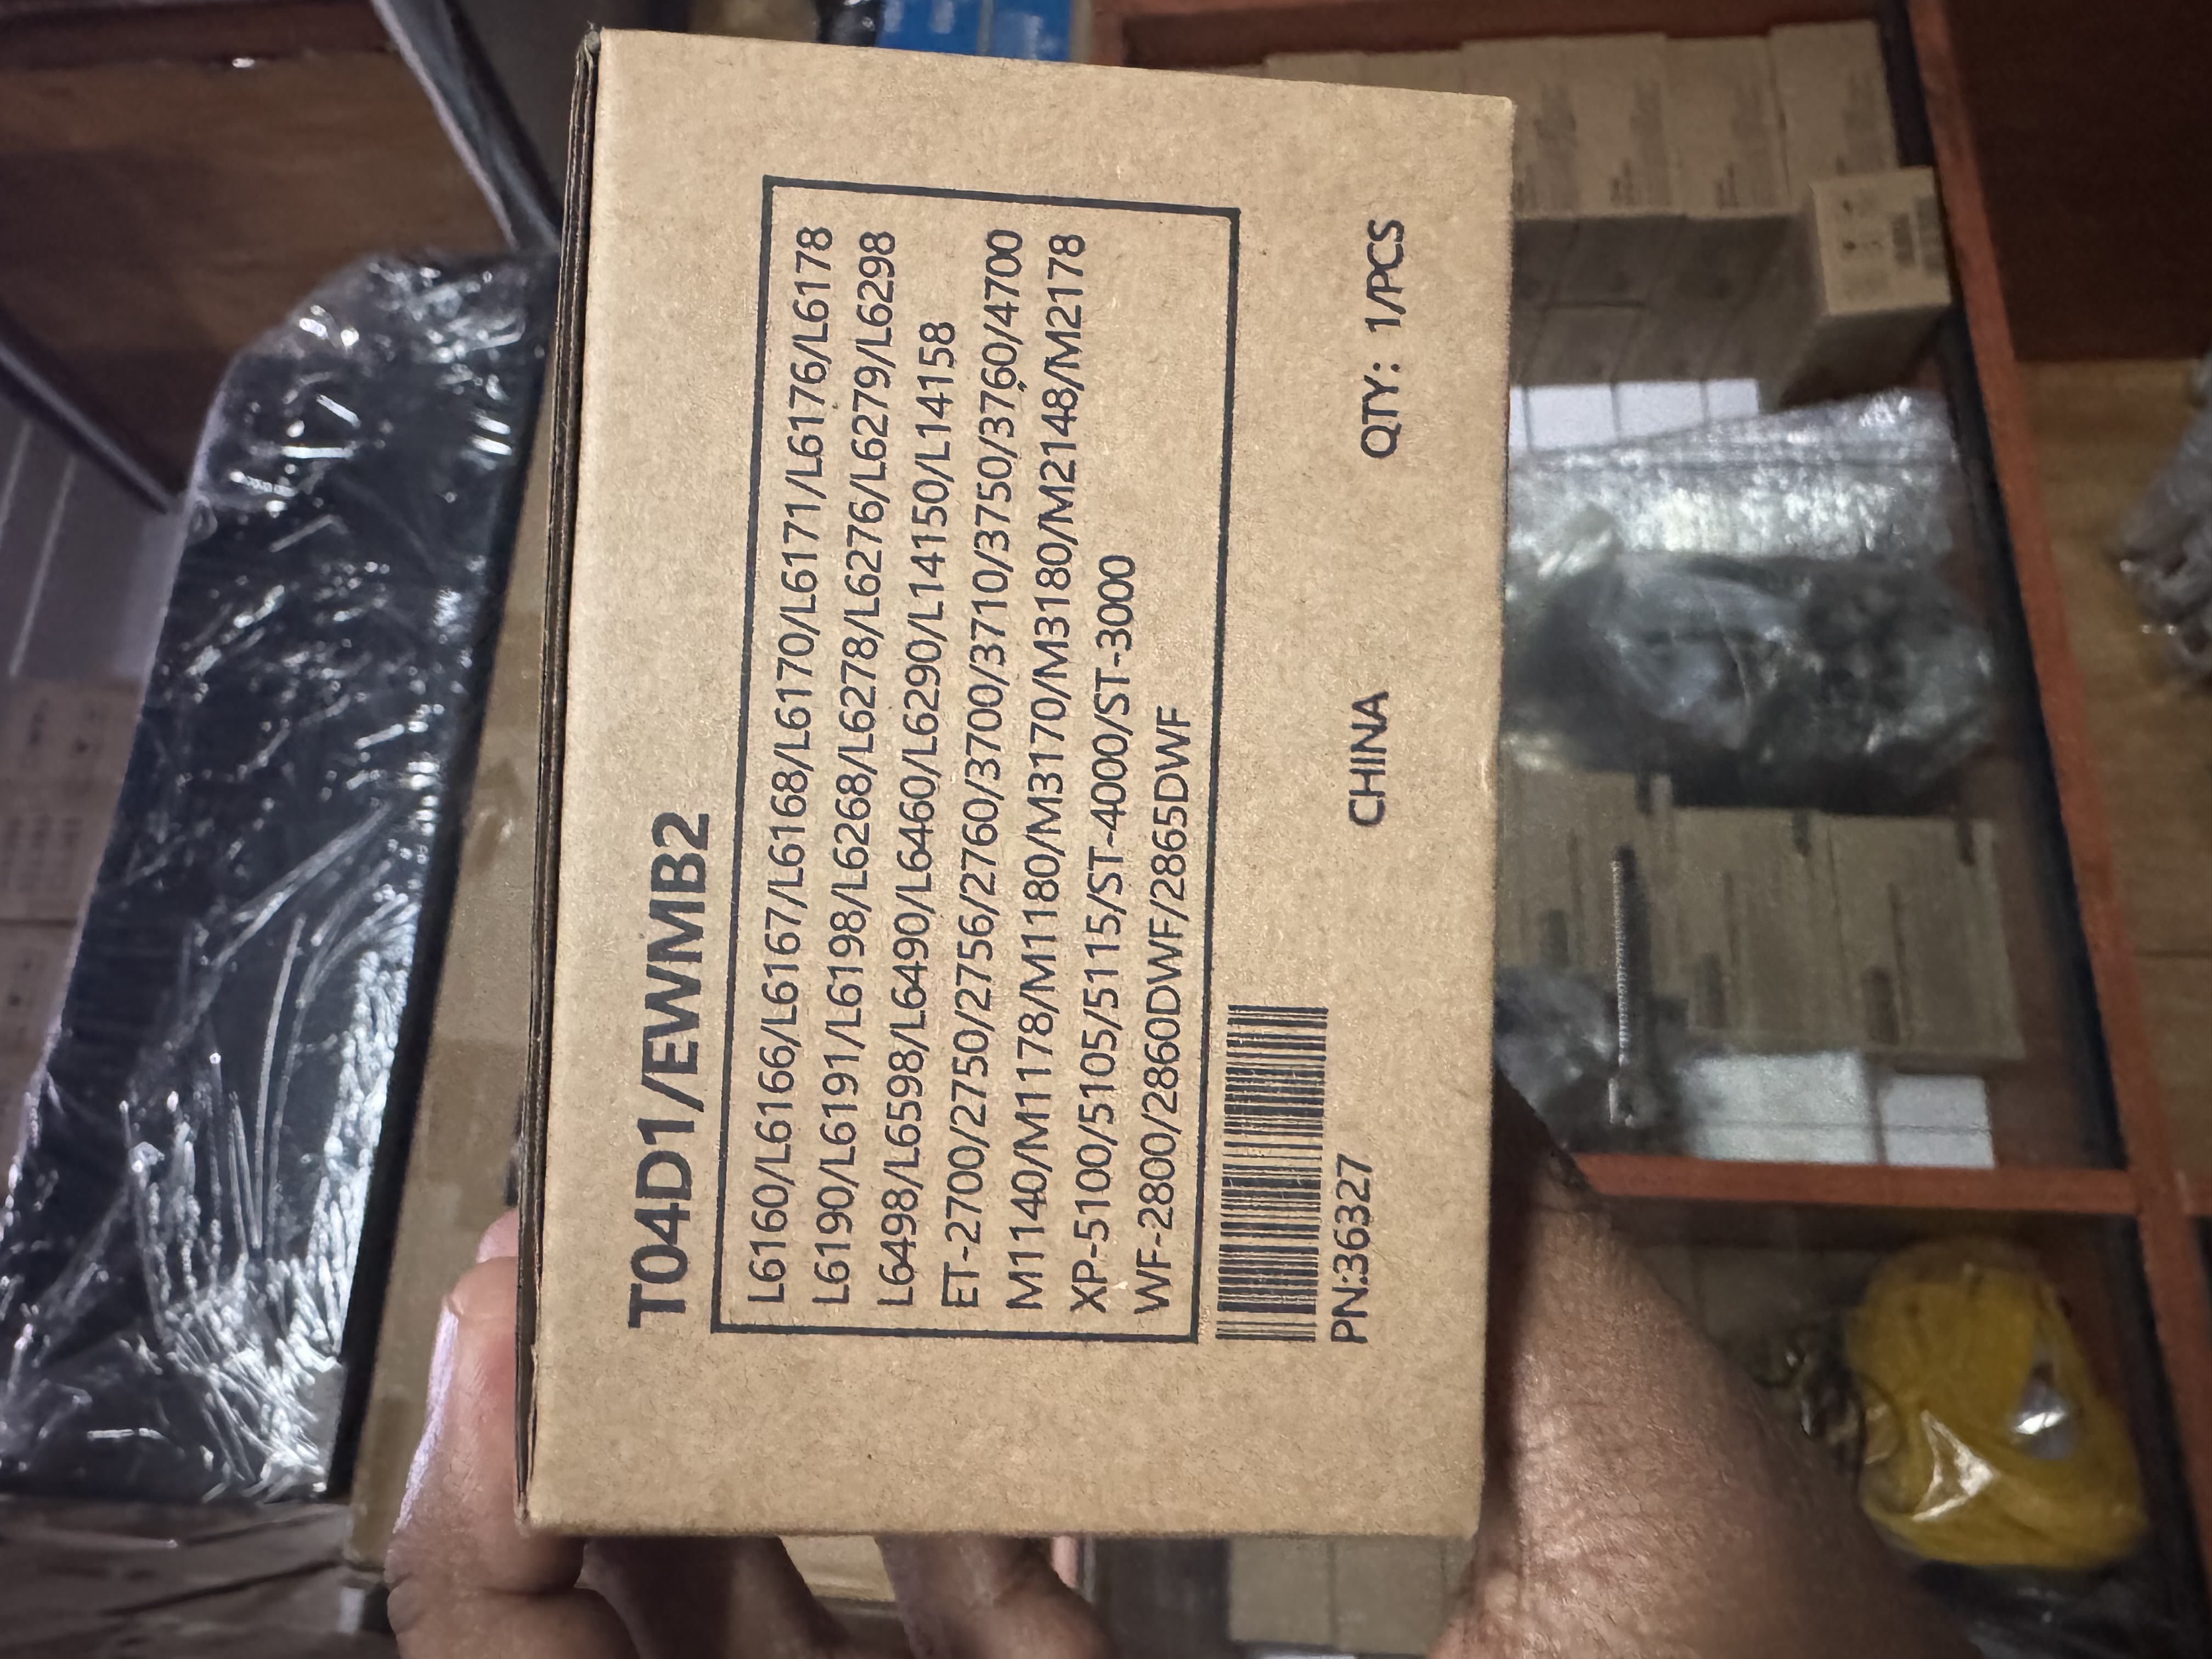 T04D1/EWMB2
L6160/L6166/L6167/L6168/L6170/L6171/L6176/L6178
L6190/L6191/L6198/L6268/L6278/L6276/L6279/L6298
L6498/L6598/L6490/L6460/L6290/L14150/L14158
ET-2700/2750/2756/2760/3700/3710/3750/3760/4700
M1140/M1178/M1180/M3170/M3180/M2148/M2178
XP-5100/5105/5115/ST-4000/ST-3000
WF-2800/2860DWF/2865DWF
PN:36327 CHINA QTY: 1/PCS